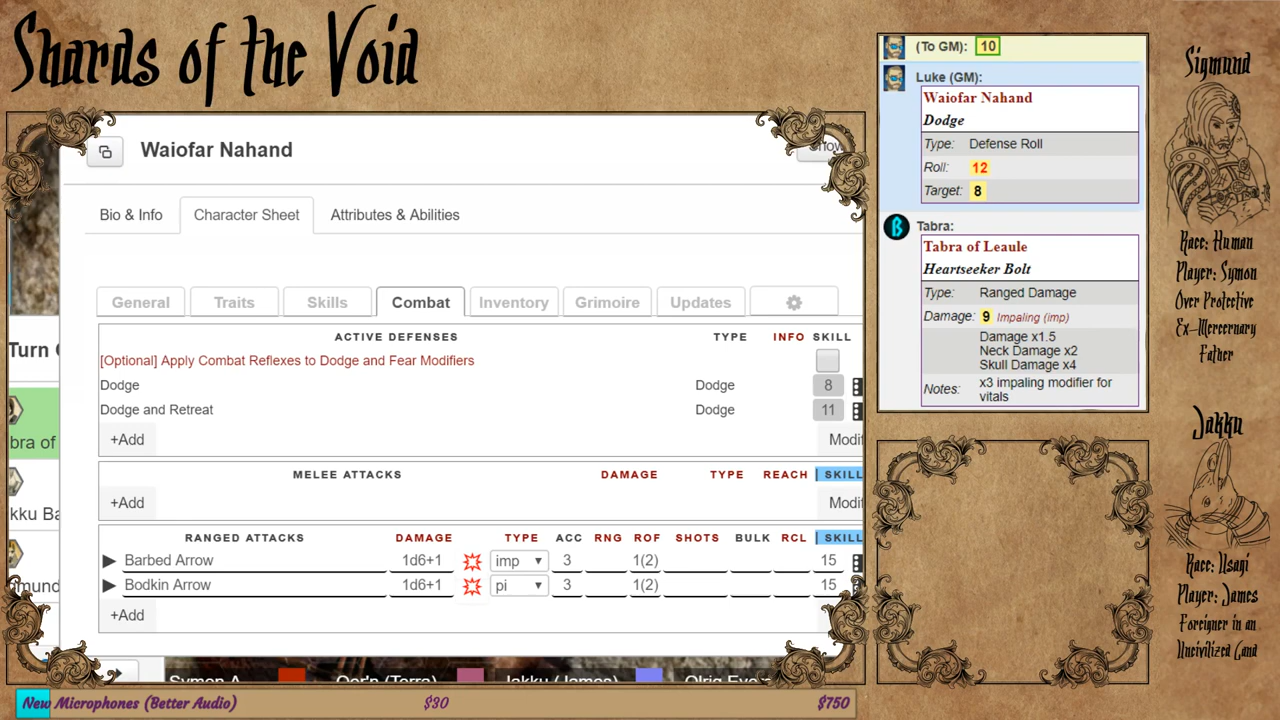 Shards of the Void
Waiofar Nahand
Bio & Info
Character Sheet
Attributes & Abilities
General
Traits
Skills
Combat
Inventory
Grimoire
Updates
ACTIVE DEFENSES TYPE INFO SKILL
[Optional] Apply Combat Reflexes to Dodge and Fear Modifiers
Dodge Dodge 8
Dodge and Retreat Dodge 11
+Add Modif
MELEE ATTACKS DAMAGE TYPE REACH SKILL
+Add Modif
RANGED ATTACKS DAMAGE TYPE ACC RNG ROF SHOTS BULK RCL SKILL
Barbed Arrow 1d6+1 imp 3 1(2) 15
Bodkin Arrow 1d6+1 pi 3 1(2) 15
+Add
Turn
bra of
kku Ba
mund
New Microphones (Better Audio) $30 $750
(To GM): 10
Luke (GM):
Waiofar Nahand
Dodge
Type: Defense Roll
Roll: 12
Target: 8
Tabra:
Tabra of Leaule
Heartseeker Bolt
Type: Ranged Damage
Damage: 9 Impaling (imp)
Damage x1.5
Neck Damage x2
Skull Damage x4
Notes: x3 impaling modifier for
vitals
Sigmund
Race: Human
Player: Symon
Over Protective
Ex-Mercernary
Father
Jakku
Race: Usagi
Player: James
Foreigner in an
Uncivilized Land